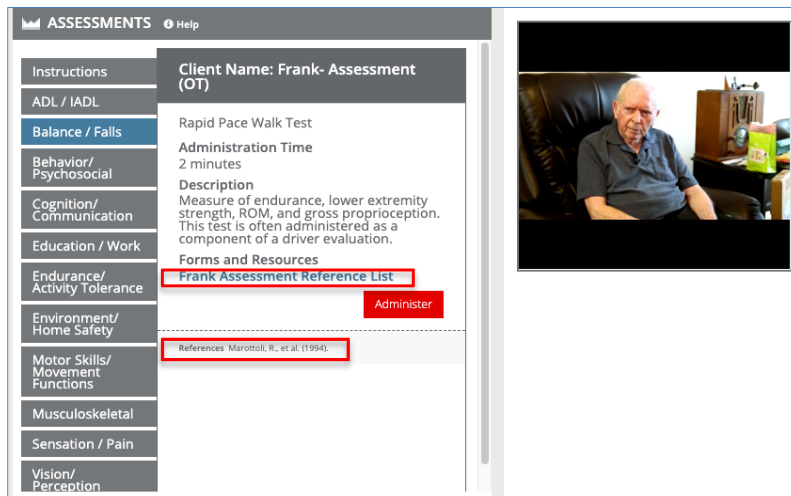 ASSESSMENTS Help
Instructions
ADL / IADL
Balance / Falls
Behavior/
Psychosocial
Cognition/
Communication
Education / Work
Endurance/
Activity Tolerance
Environment/
Home Safety
Motor Skills/
Movement
Functions
Musculoskeletal
Sensation / Pain
Vision/
Perception
Client Name: Frank- Assessment
(OT)
Rapid Pace Walk Test
Administration Time
2 minutes
Description
Measure of endurance, lower extremity
strength, ROM, and gross proprioception.
This test is often administered as a
component of a driver evaluation.
Forms and Resources
Frank Assessment Reference List
Administer
References Marottoli, R., et al. (1994).